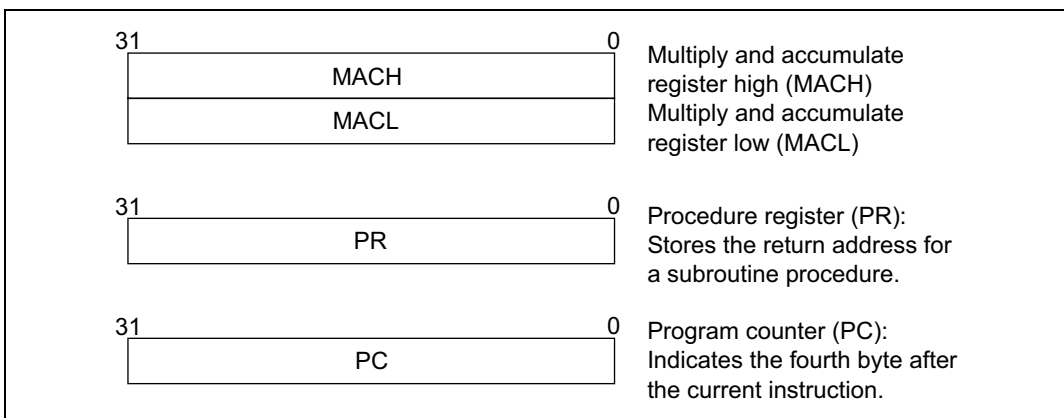 31 0
MACH
MACL
Multiply and accumulate
register high (MACH)
Multiply and accumulate
register low (MACL)
31 0
PR
Procedure register (PR):
Stores the return address for
a subroutine procedure.
31 0
PC
Program counter (PC):
Indicates the fourth byte after
the current instruction.